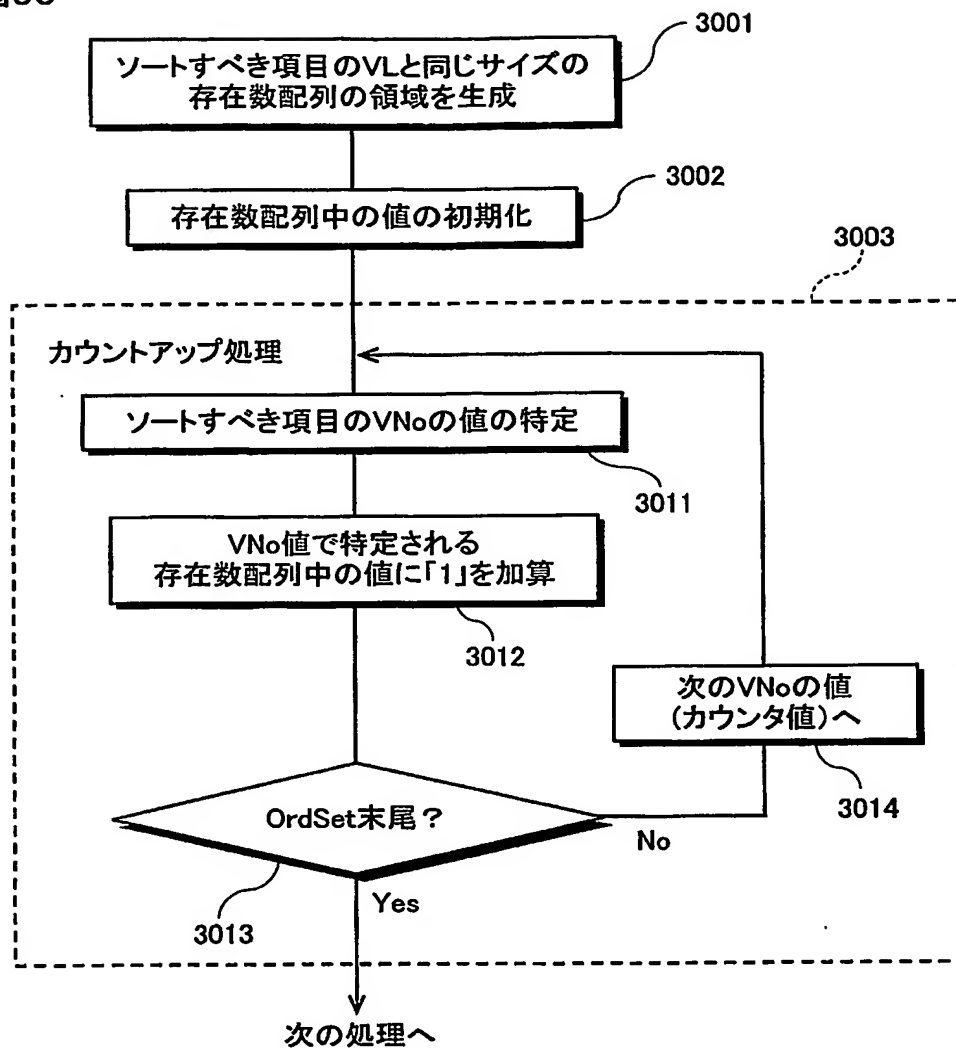 3001
ソートすべき項目のVLと同じサイズの
存在数配列の領域を生成
3002
存在数配列中の値の初期化
3003
カウントアップ処理
ソートすべき項目のVNoの値の特定
3011
VNo値で特定される
存在数配列中の値に「1」を加算
3012
次のVNoの値
(カウンタ値)へ
3014
OrdSet末尾?
No
Yes
3013
次の処理へ